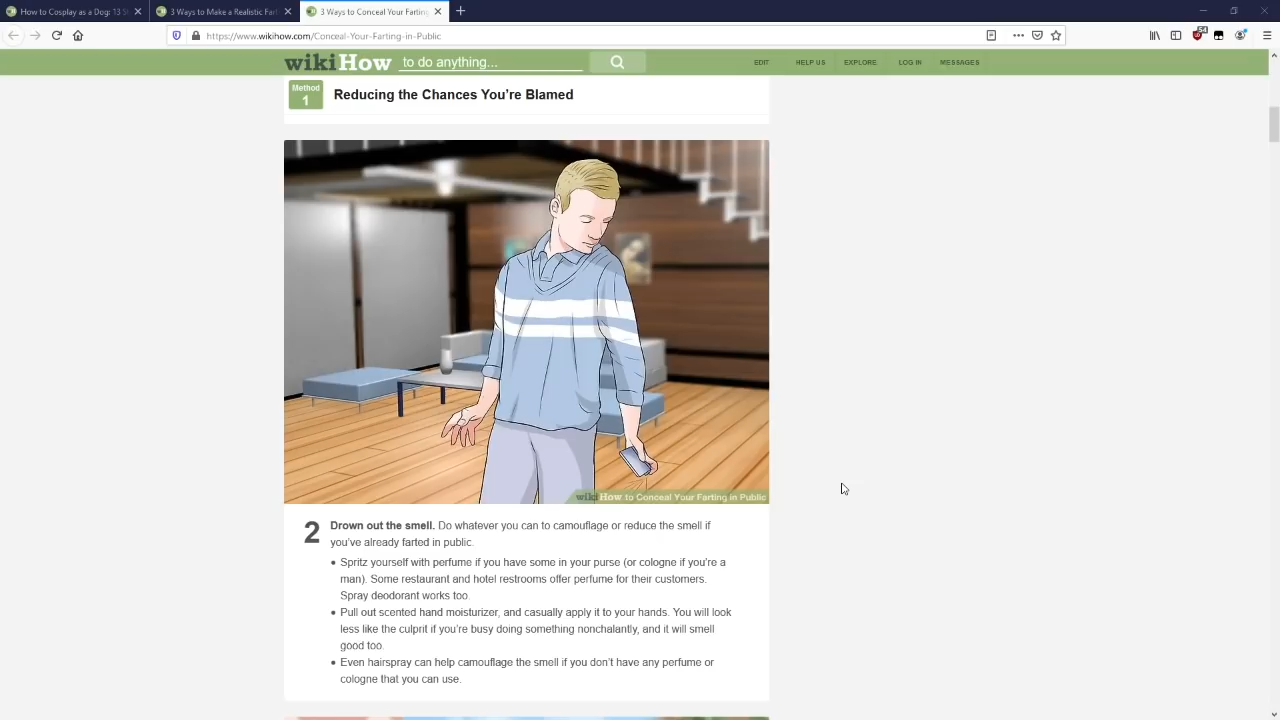 How to Cosplay as a Dog: 13 S
3 Ways to Make a Realistic Far
3 Ways to Conceal Your Farting
https://www.wikihow.com/Conceal-Your-Farting-in-Public
wikiHow to do anything...
EDIT HELP US EXPLORE LOG IN MESSAGES
Method
1
Reducing the Chances You’re Blamed
wikiHow to Conceal Your Farting in Public
2 Drown out the smell. Do whatever you can to camouflage or reduce the smell if
you’ve already farted in public.
• Spritz yourself with perfume if you have some in your purse (or cologne if you’re a
man). Some restaurant and hotel restrooms offer perfume for their customers.
Spray deodorant works too.
• Pull out scented hand moisturizer, and casually apply it to your hands. You will look
less like the culprit if you’re busy doing something nonchalantly, and it will smell
good too.
• Even hairspray can help camouflage the smell if you don’t have any perfume or
cologne that you can use.